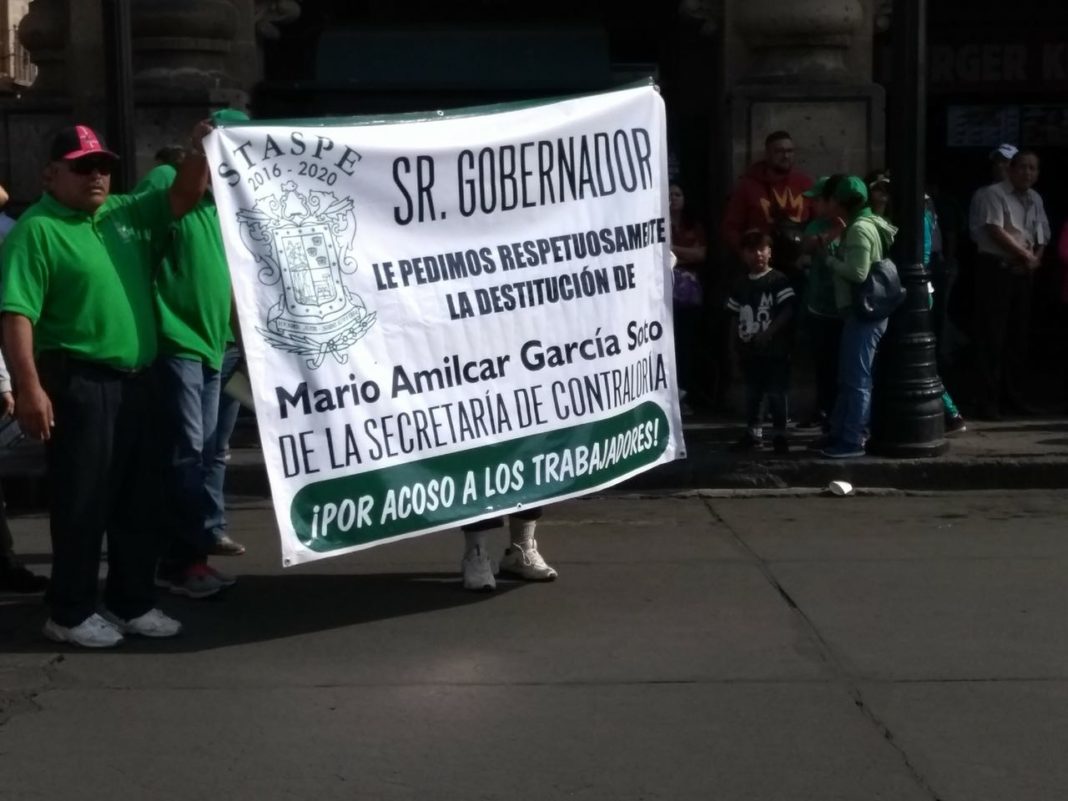 STASPE
2016 - 2020
SR. GOBERNADOR
LE PEDIMOS RESPETUOSAMENTE
LA DESTITUCIÓN DE
Mario Amilcar García Soto
DE LA SECRETARÍA DE CONTRALORÍA
¡POR ACOSO A LOS TRABAJADORES!
RGER K